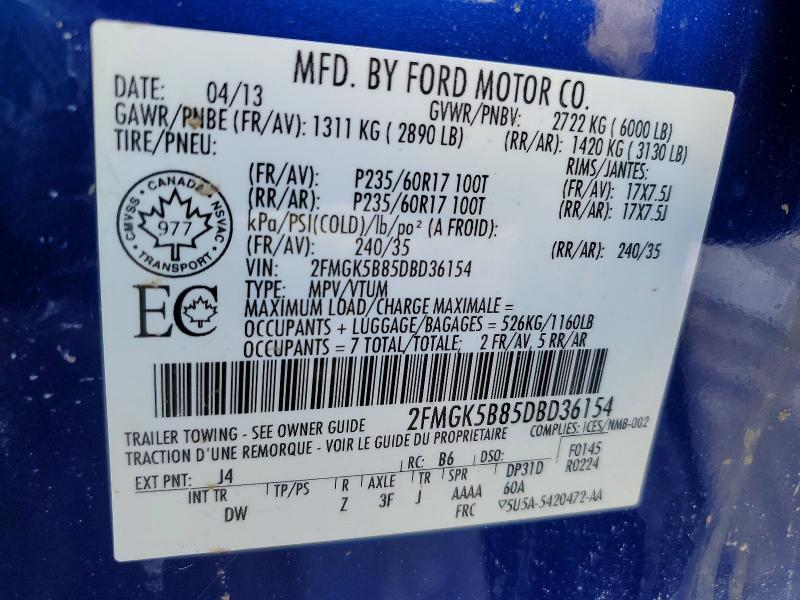 MFD. BY FORD MOTOR CO.
DATE: 04/13 GVWR/PNBV: 2722 KG ( 6000 LB)
GAWR/PNBE (FR/AV): 1311 KG ( 2890 LB) (RR/AR): 1420 KG ( 3130 LB)
TIRE/PNEU: RIMS/JANTES:
(FR/AV): P235/60R17 100T (FR/AV): 17X7.5J
(RR/AR): P235/60R17 100T (RR/AR): 17X7.5J
kPa/PSI(COLD)/lb/po² (A FROID):
(FR/AV): 240/35 (RR/AR): 240/35
CANADA
CMVSS • NSVAC
977
TRANSPORT
VIN: 2FMGK5B85DBD36154
TYPE: MPV/VTUM
EC
MAXIMUM LOAD/CHARGE MAXIMALE =
OCCUPANTS + LUGGAGE/BAGAGES = 526KG/1160LB
OCCUPANTS = 7 TOTAL/TOTALE; 2 FR/AV, 5 RR/AR
2FMGK5B85DBD36154
TRAILER TOWING - SEE OWNER GUIDE COMPLIES: ICES/NMB-002
TRACTION D'UNE REMORQUE - VOIR LE GUIDE DU PROPRIETAIRE
F0145
EXT PNT: J4 RC: B6 DSO: R0224
INT TR TP/PS R AXLE TR SPR DP31D
DW Z 3F J AAAA 60A
FRC ▽5U5A-5420472-AA